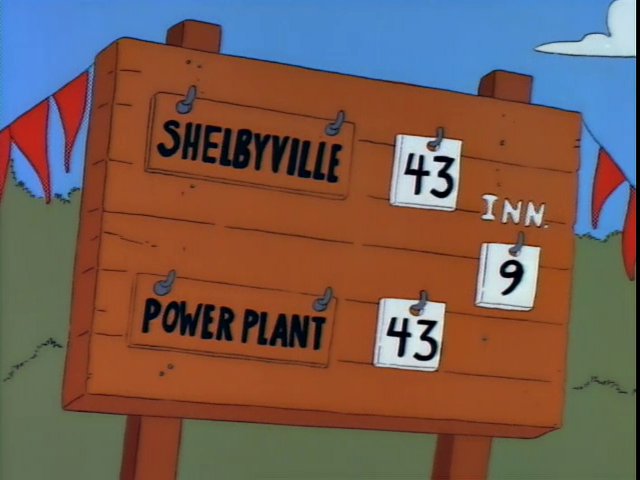 SHELBYVILLE 43
INN.
9
POWER PLANT 43